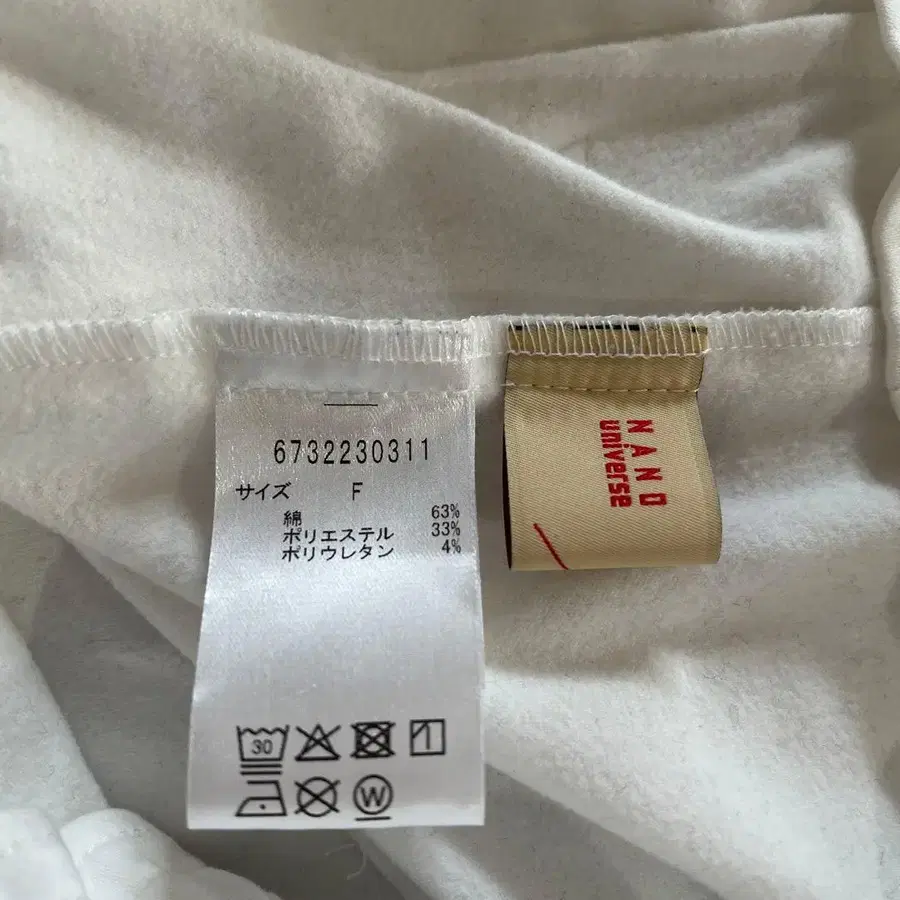 6732230311
サイズ F
綿 63%
ポリエステル 33%
ポリウレタン 4%
30
W
NANO
universe